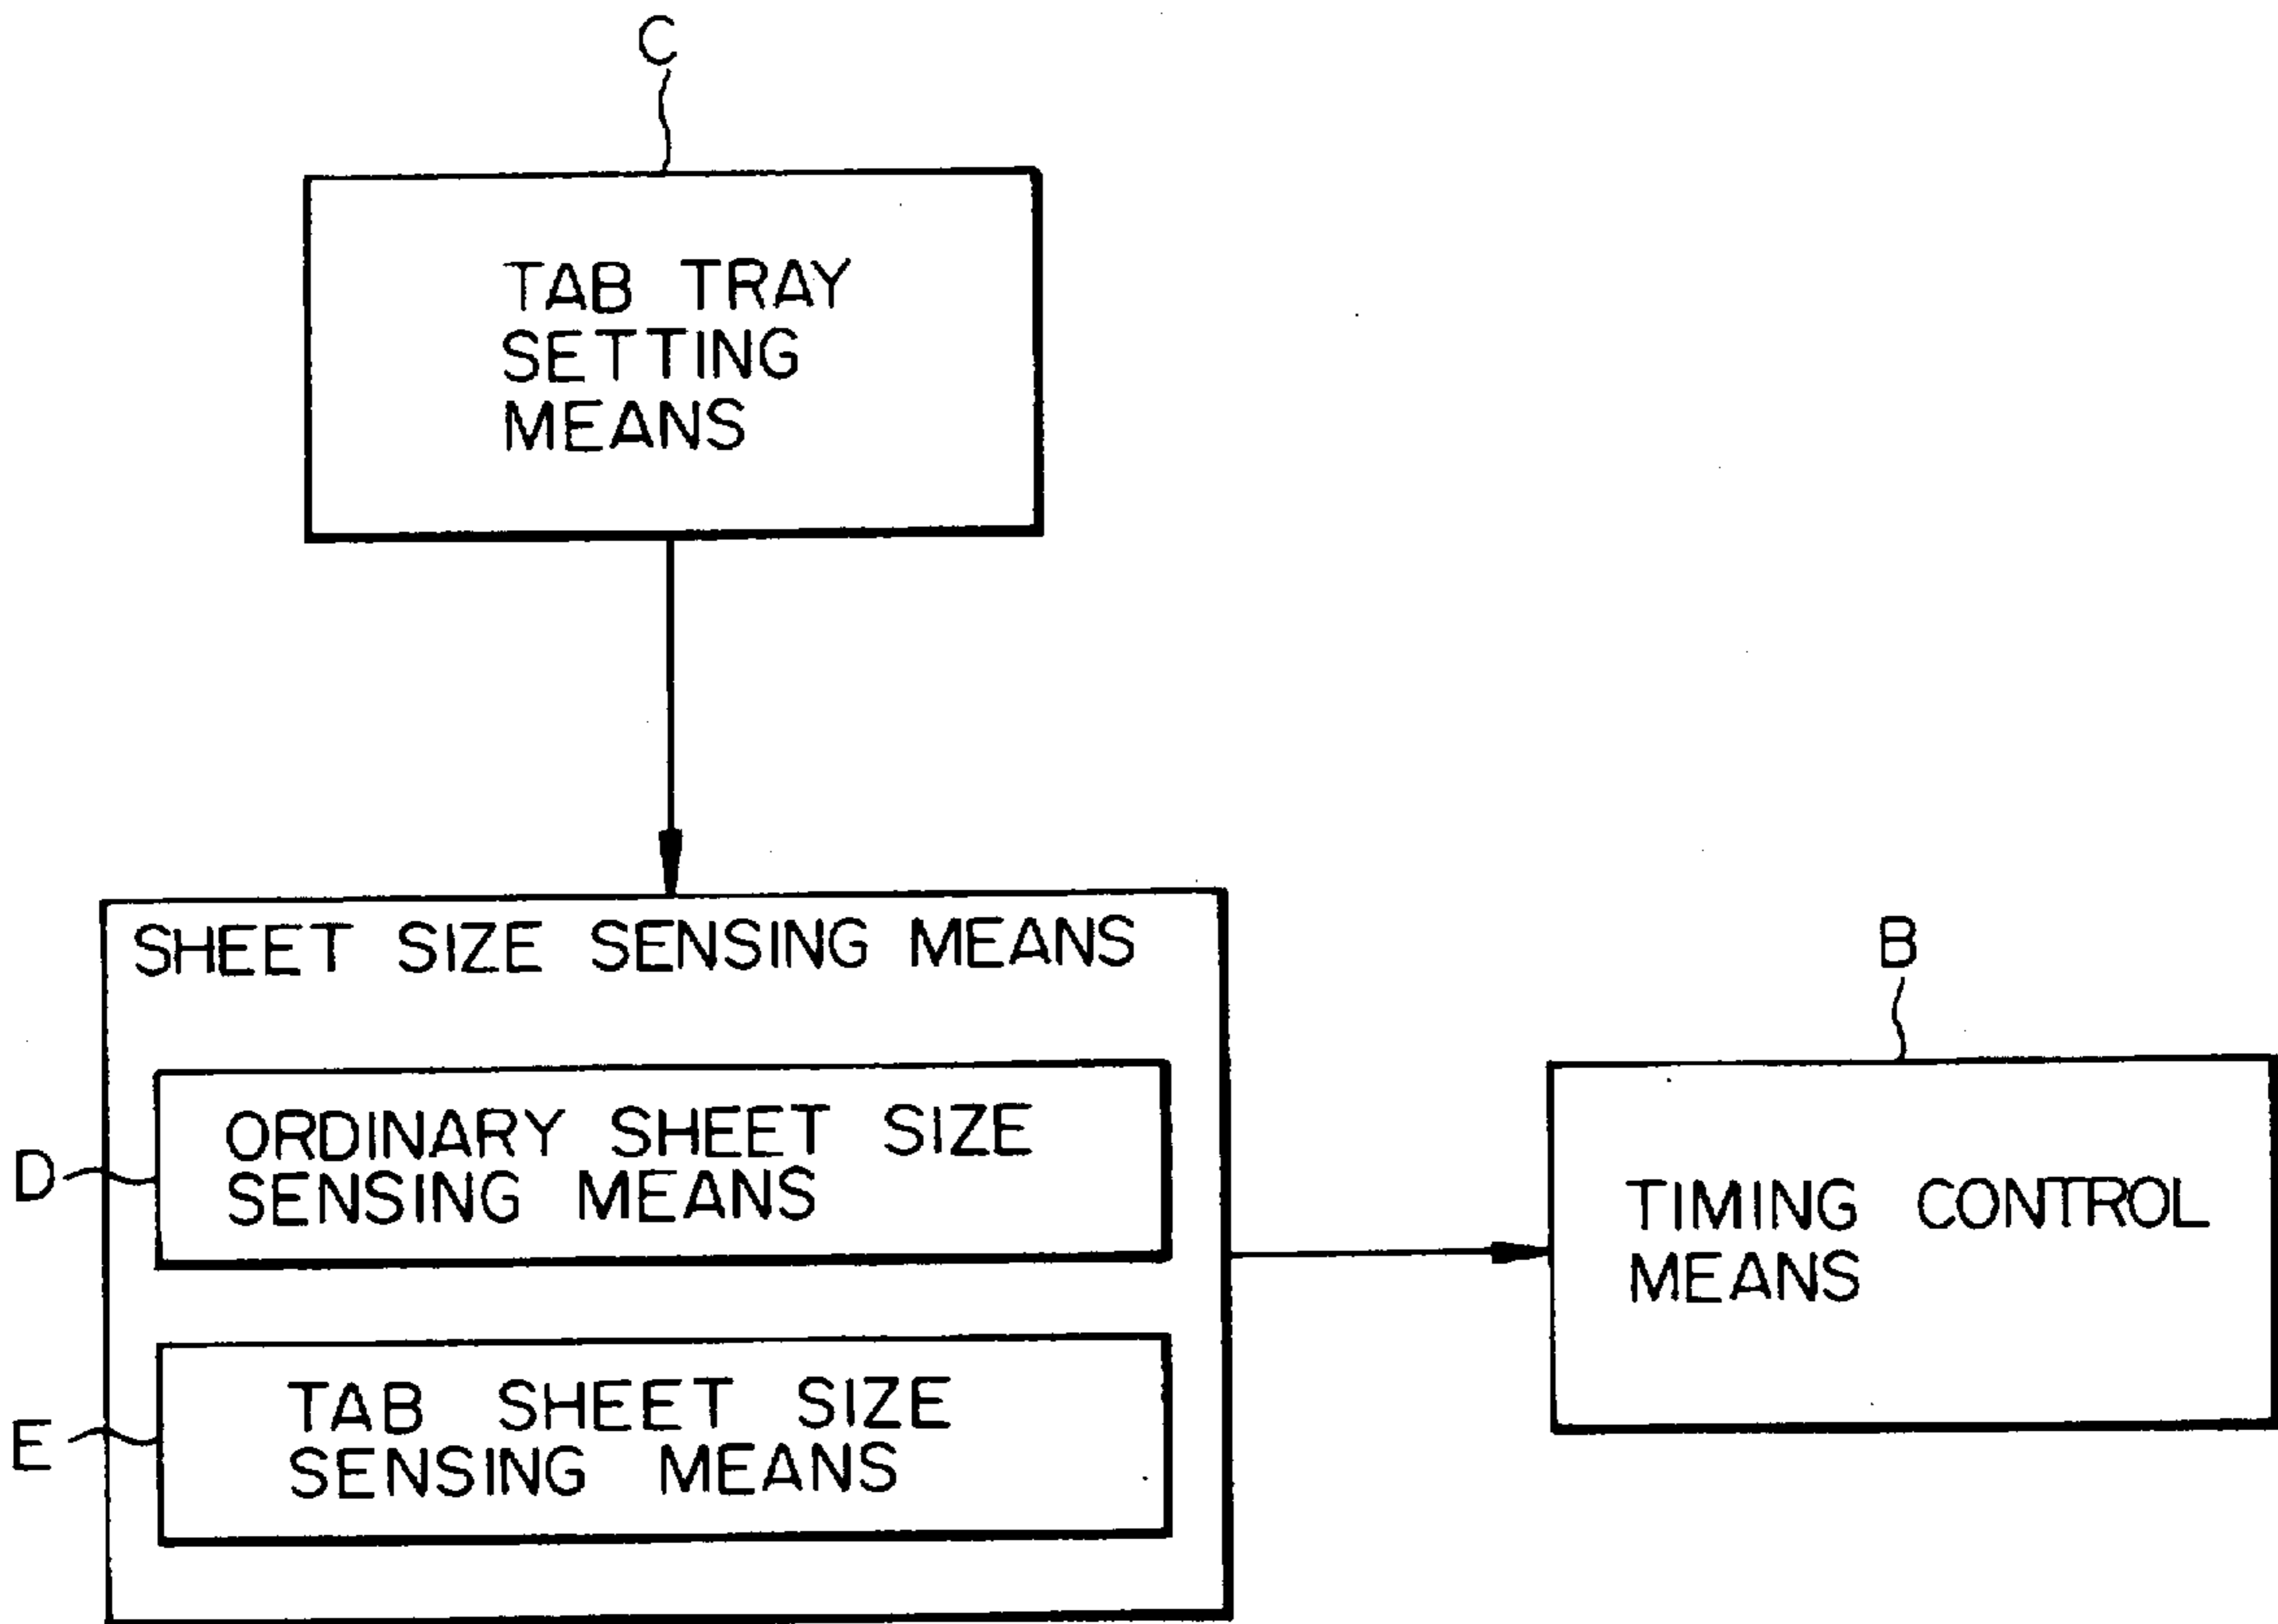 C
TAB TRAY
SETTING
MEANS
SHEET SIZE SENSING MEANS
B
D
ORDINARY SHEET SIZE
SENSING MEANS
TIMING CONTROL
MEANS
E
TAB SHEET SIZE
SENSING MEANS